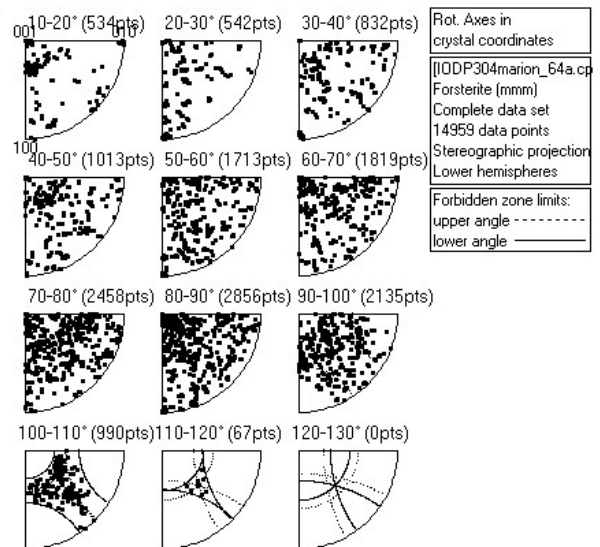 10-20° (534pts) 20-30° (542pts) 30-40° (832pts)
001 010
100
40-50° (1013pts) 50-60° (1713pts) 60-70° (1819pts)
70-80° (2458pts) 80-90° (2856pts) 90-100° (2135pts)
100-110° (990pts) 110-120° (67pts) 120-130° (0pts)
Rot. Axes in
crystal coordinates
[IODP304marion_64a.cp
Forsterite (mmm)
Complete data set
14959 data points
Stereographic projection
Lower hemispheres
Forbidden zone limits:
upper angle
lower angle